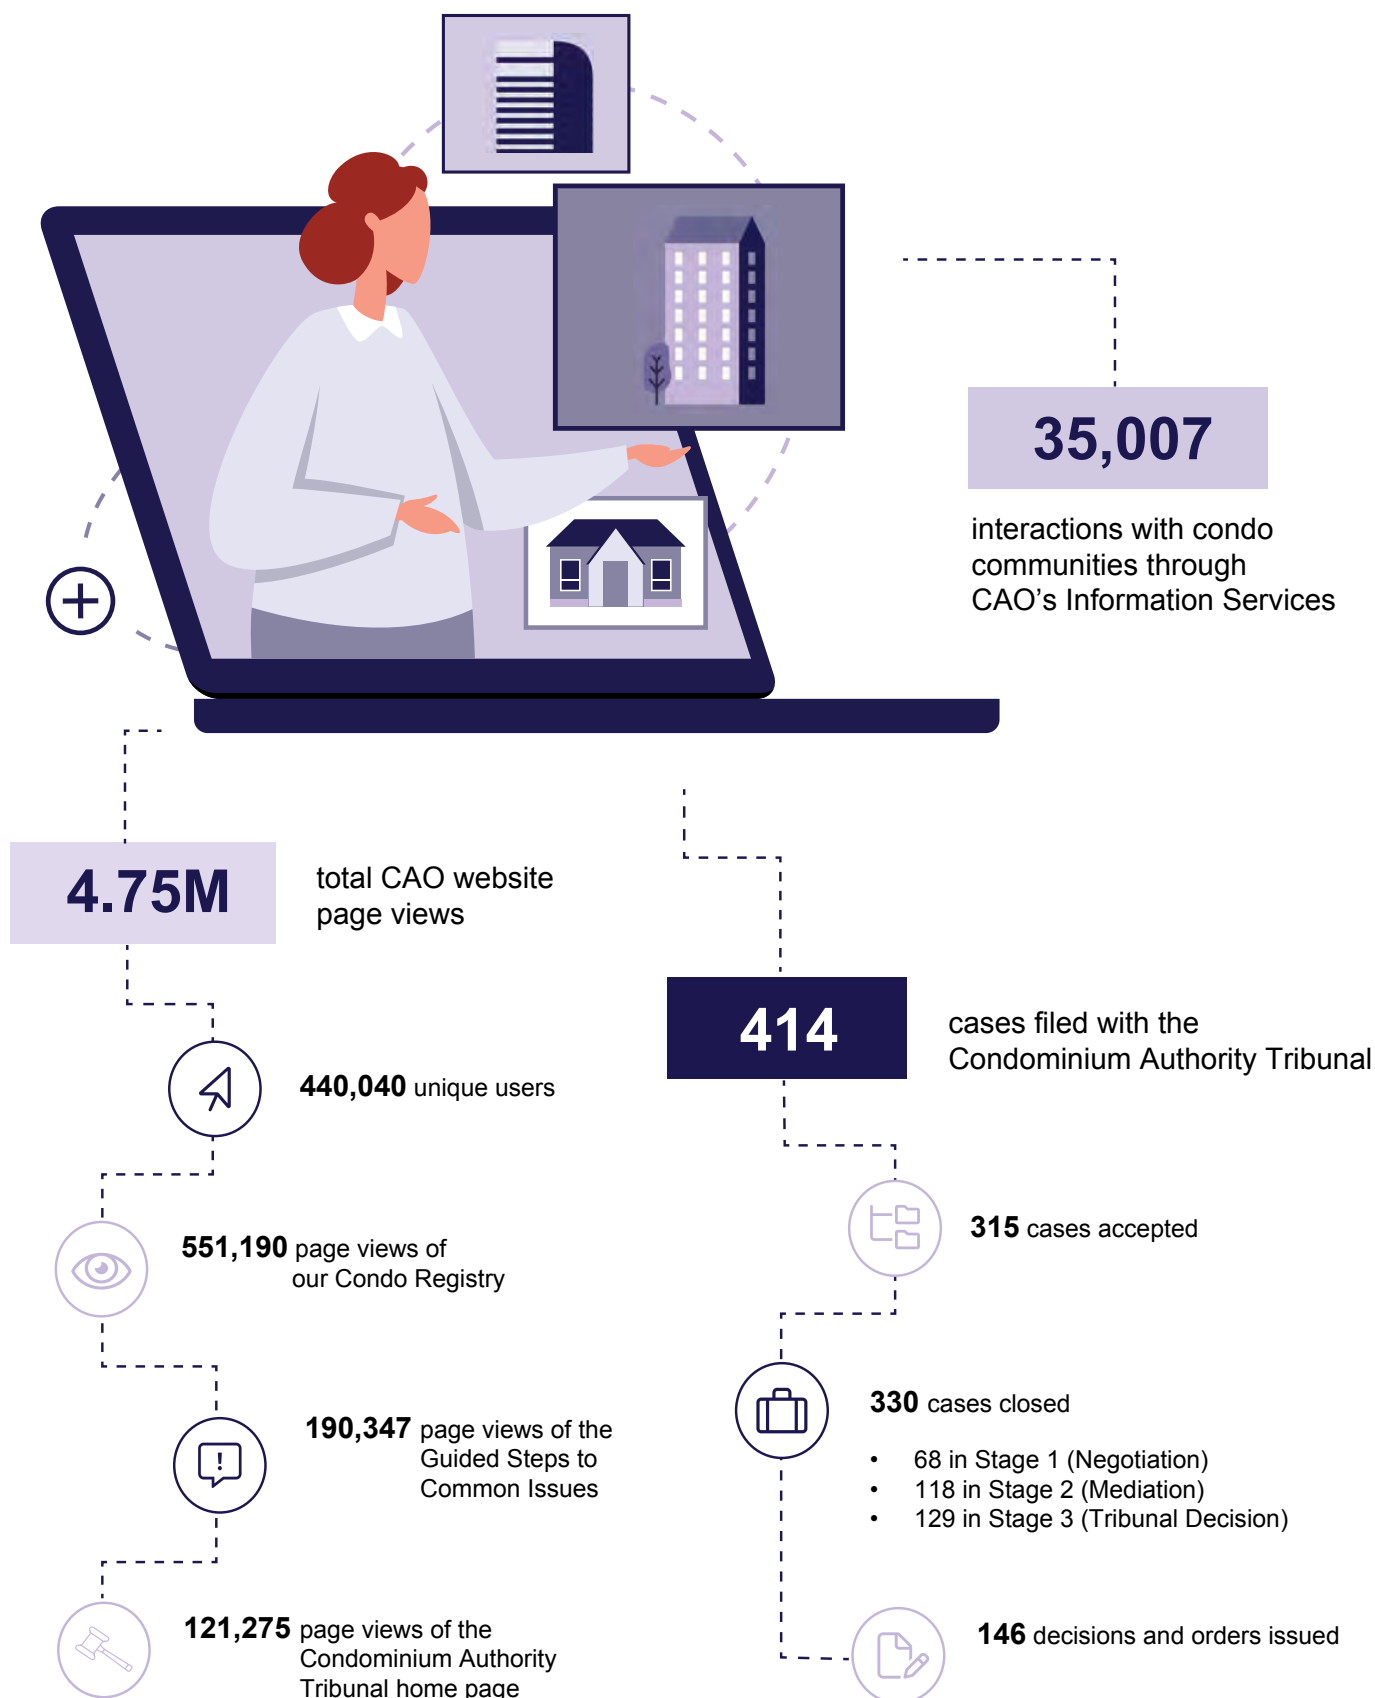 35,007
interactions with condo
communities through
CAO’s Information Services
4.75M
total CAO website
page views
440,040 unique users
551,190 page views of
our Condo Registry
190,347 page views of the
Guided Steps to
Common Issues
121,275 page views of the
Condominium Authority
Tribunal home page
414
cases filed with the
Condominium Authority Tribunal
315 cases accepted
330 cases closed
• 68 in Stage 1 (Negotiation)
• 118 in Stage 2 (Mediation)
• 129 in Stage 3 (Tribunal Decision)
146 decisions and orders issued